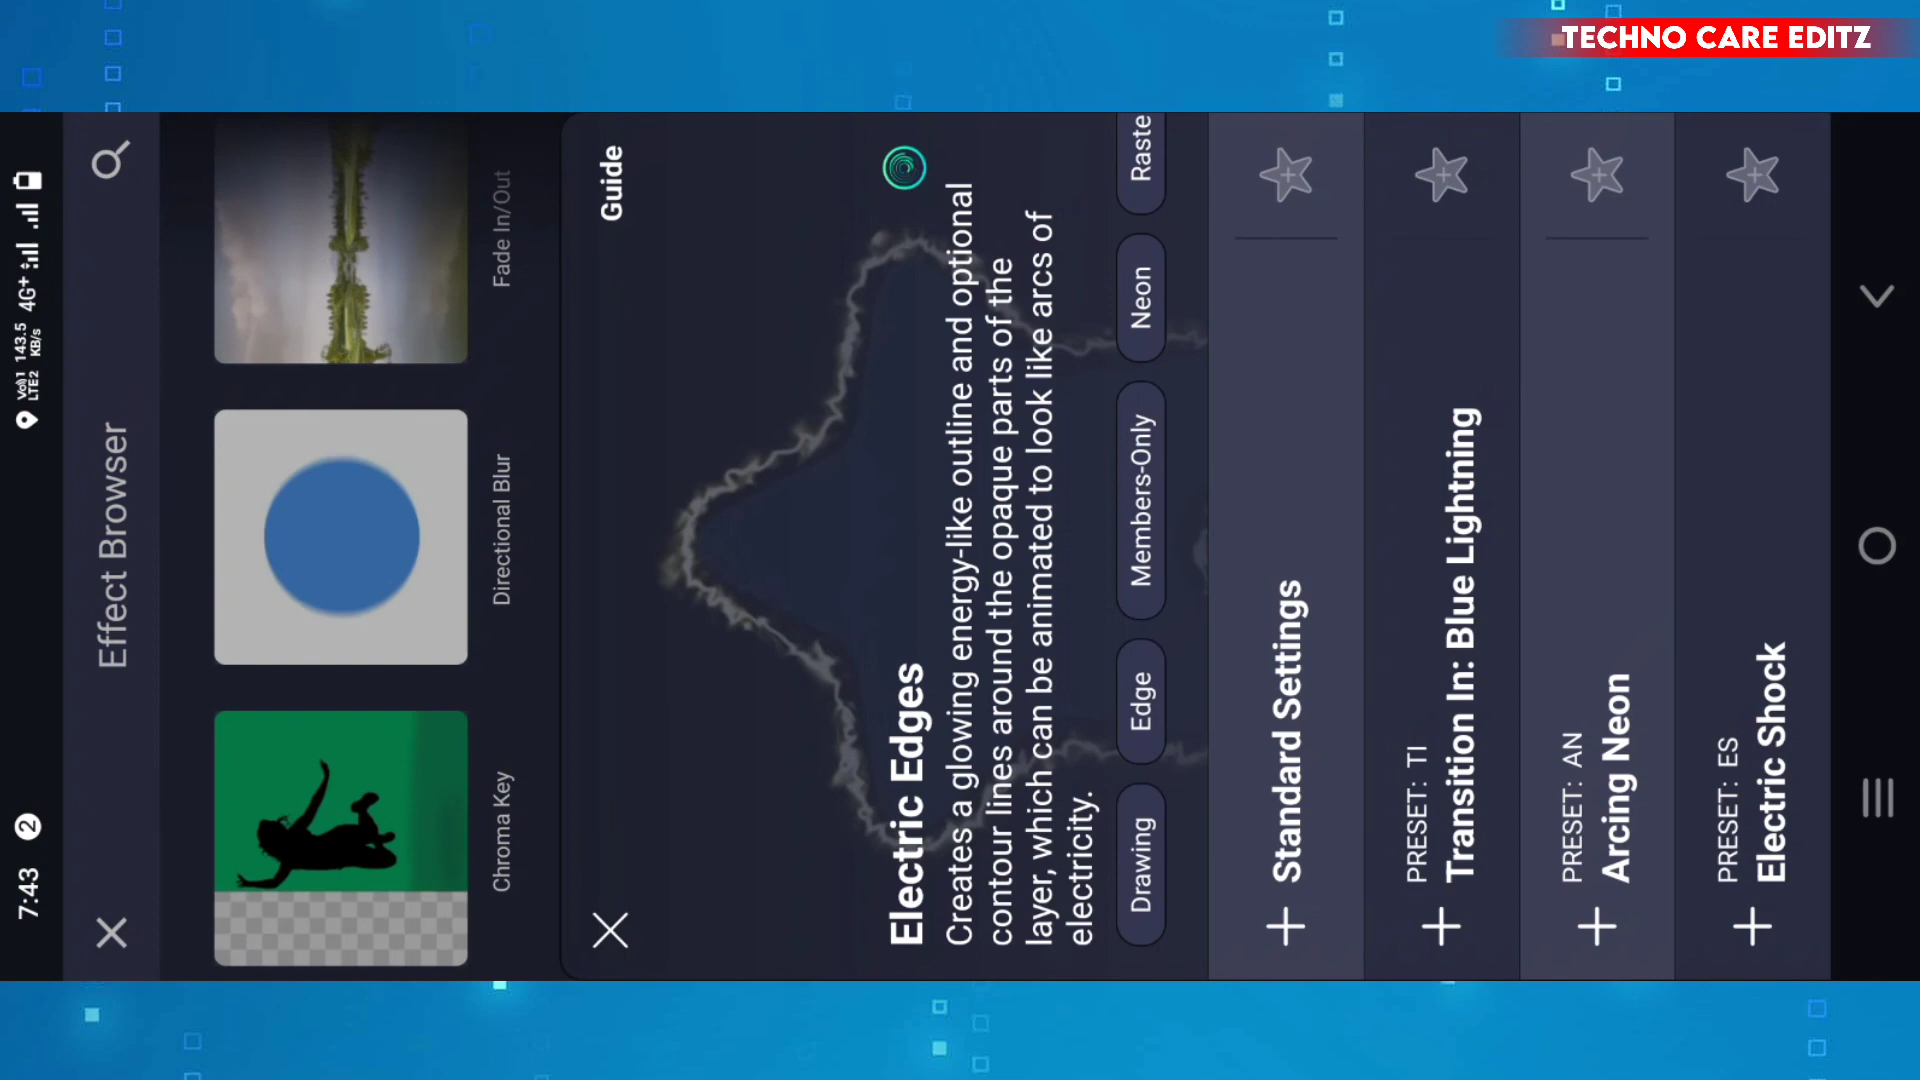 TECHNO CARE EDITZ
7:43
2
Vo))1
LTE2
143.5
KB/s
4G+
Effect Browser
Chroma Key
Directional Blur
Fade In/Out
Guide
Electric Edges
Creates a glowing energy-like outline and optional
contour lines around the opaque parts of the
layer, which can be animated to look like arcs of
electricity.
Drawing
Edge
Members-Only
Neon
Raste
Standard Settings
PRESET: TI
Transition In: Blue Lightning
PRESET: AN
Arcing Neon
PRESET: ES
Electric Shock